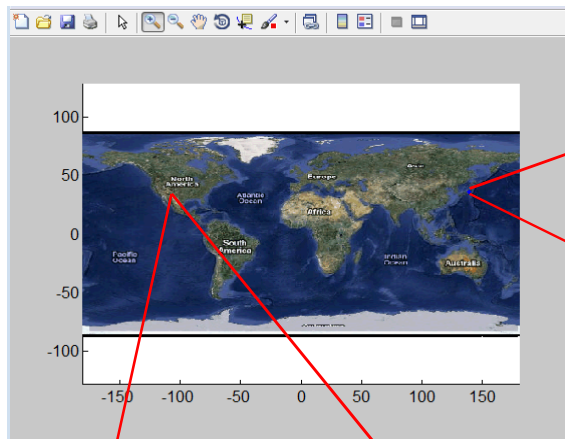 100
50
0
-50
-100
North
America
Europe
Asia
Atlantic
Ocean
Africa
South
America
Pacific
Ocean
Indian
Ocean
Australia
-150 -100 -50 0 50 100 150